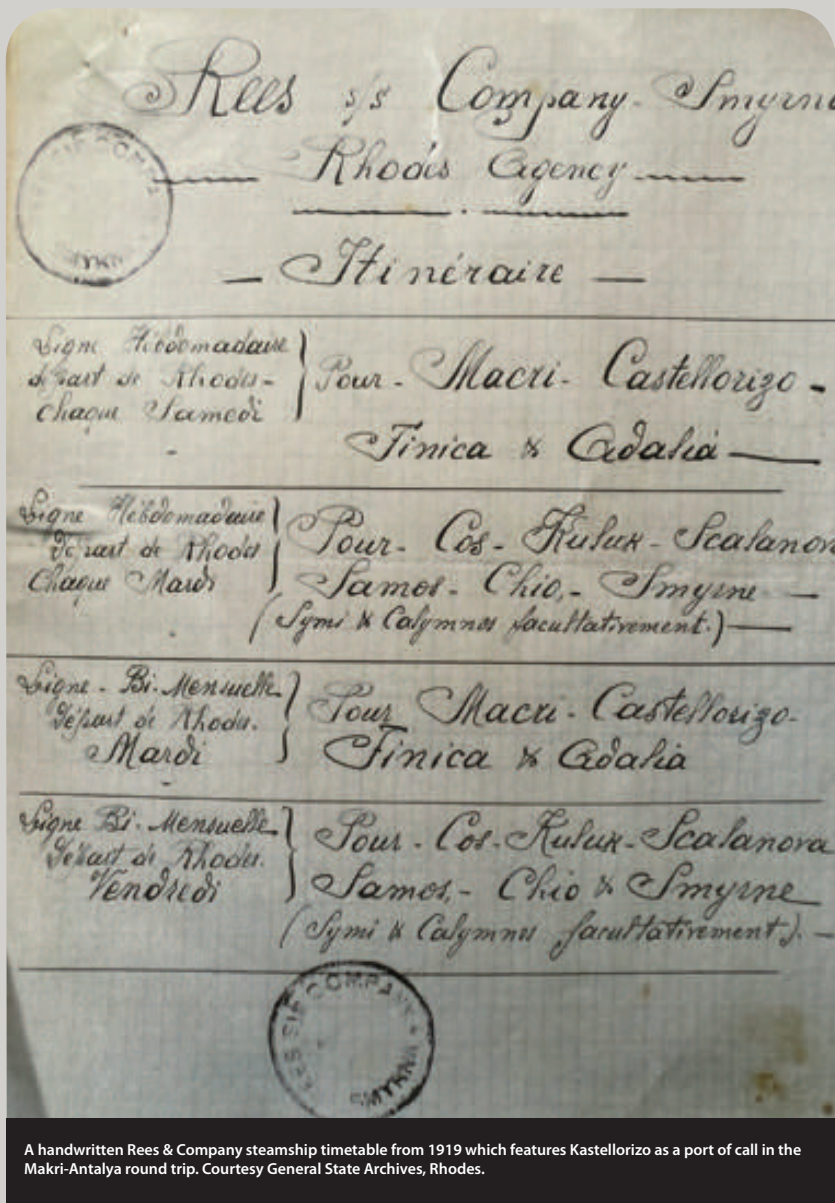 Rees s/s Company - Smyrne
Rhodes Agency
Itinéraire
Ligne Hébdomadaire
départ de Rhodes -
chaque Samedi
Pour - Macri - Castellorizo -
Finica & Adalia
Ligne Hébdomadaire
Départ de Rhodes
Chaque Mardi
Pour - Cos - Kuluk - Scalanova
Samos - Chio - Smyrne
(Symi & Calymnos facultativement.)
Ligne - Bi-Mensuelle
Départ de Rhodes.
Mardi
Pour Macri - Castellorizo -
Finica & Adalia
Ligne Bi-Mensuelle
Départ de Rhodes.
Vendredi
Pour - Cos - Kuluk - Scalanova
Samos - Chio & Smyrne
(Symi & Calymnos facultativement.)
COMPANY
SMYRNA
A handwritten Rees & Company steamship timetable from 1919 which features Kastellorizo as a port of call in the
Makri-Antalya round trip. Courtesy General State Archives, Rhodes.